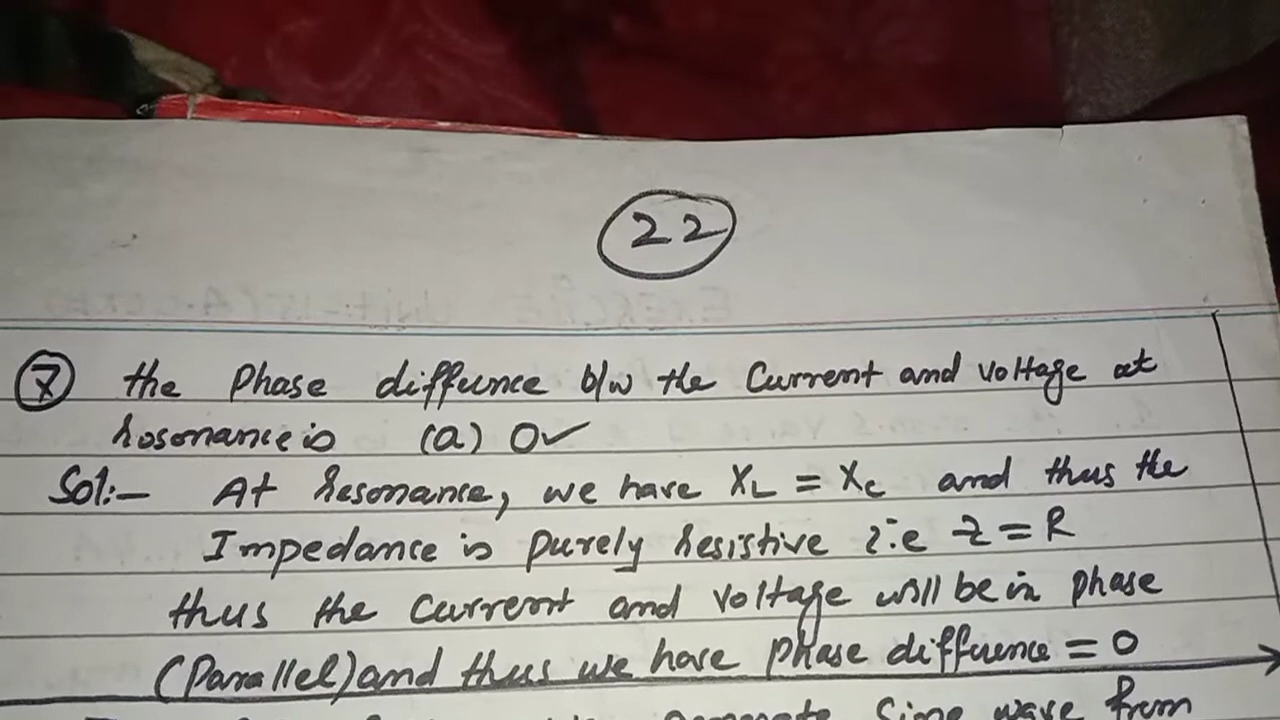 22
7 the Phase differnce b/w the Current and voltage at
hosonance is (a) 0✓
Sol:- At Resonance, we have XL = Xc and thus the
Impedance is purely resistive i.e Z = R
thus the Current and voltage will be in phase
(Parallel) and thus we have phase difference = 0
sine wave from